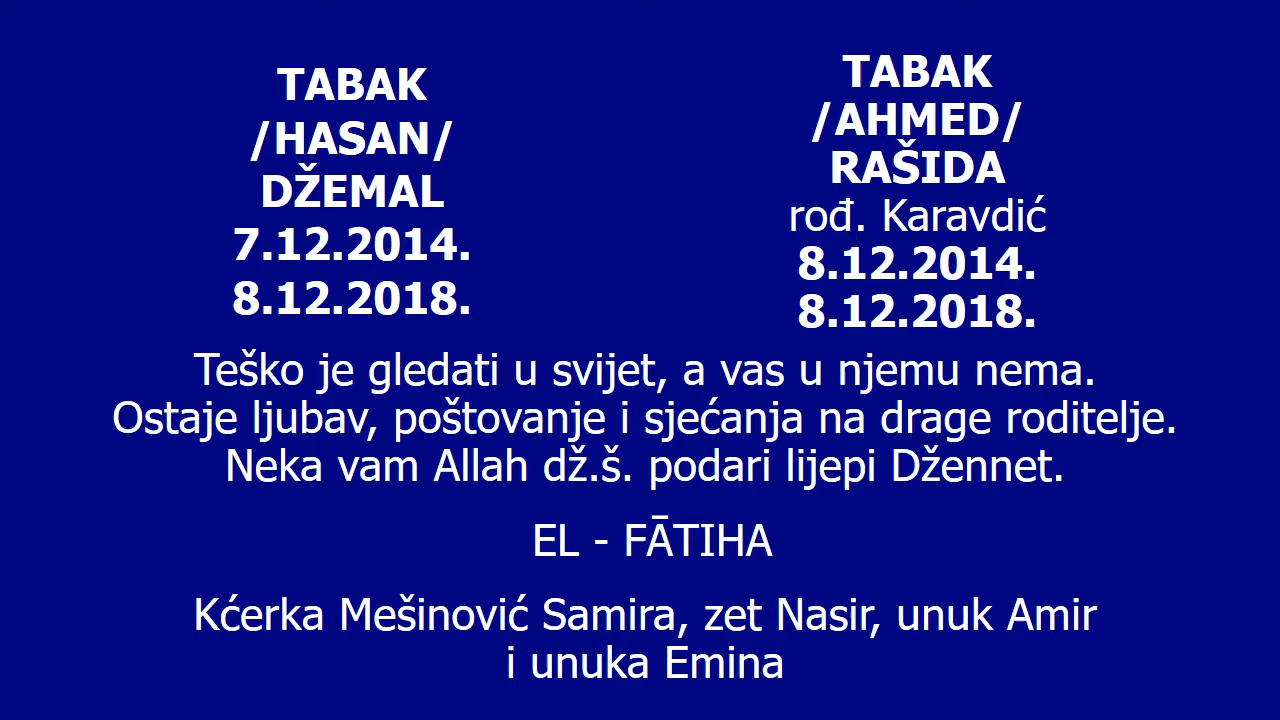 TABAK
/HASAN/
DŽEMAL
7.12.2014.
8.12.2018.
TABAK
/AHMED/
RAŠIDA
rođ. Karavdić
8.12.2014.
8.12.2018.
Teško je gledati u svijet, a vas u njemu nema.
Ostaje ljubav, poštovanje i sjećanja na drage roditelje.
Neka vam Allah dž.š. podari lijepi Džennet.
EL - FĀTIHA
Kćerka Mešinović Samira, zet Nasir, unuk Amir
i unuka Emina